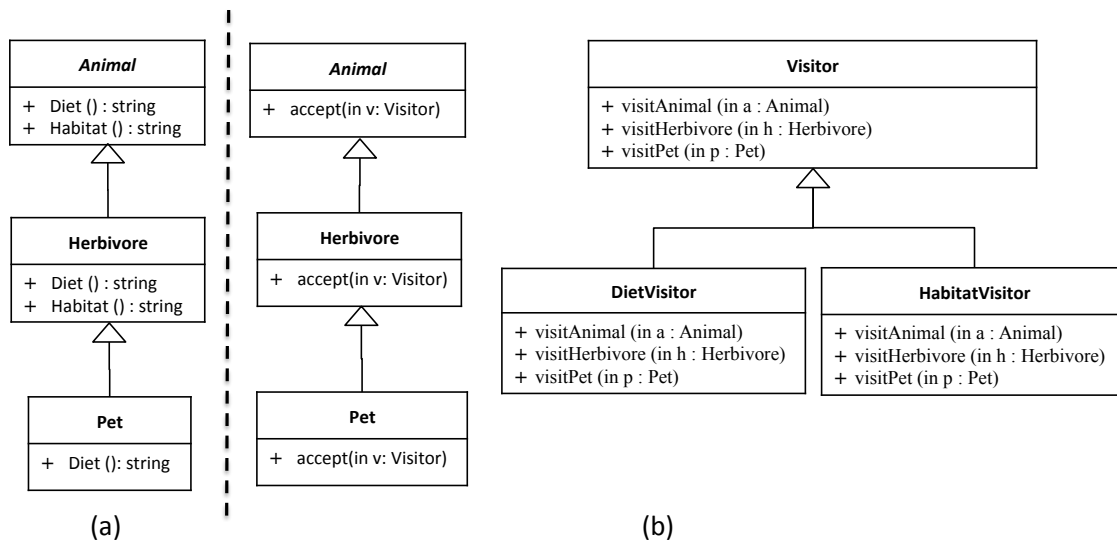 Animal
+ Diet () : string
+ Habitat () : string
Herbivore
+ Diet () : string
+ Habitat () : string
Pet
+ Diet (): string
(a)
Animal
+ accept(in v: Visitor)
Herbivore
+ accept(in v: Visitor)
Pet
+ accept(in v: Visitor)
Visitor
+ visitAnimal (in a : Animal)
+ visitHerbivore (in h : Herbivore)
+ visitPet (in p : Pet)
DietVisitor
+ visitAnimal (in a : Animal)
+ visitHerbivore (in h : Herbivore)
+ visitPet (in p : Pet)
HabitatVisitor
+ visitAnimal (in a : Animal)
+ visitHerbivore (in h : Herbivore)
+ visitPet (in p : Pet)
(b)